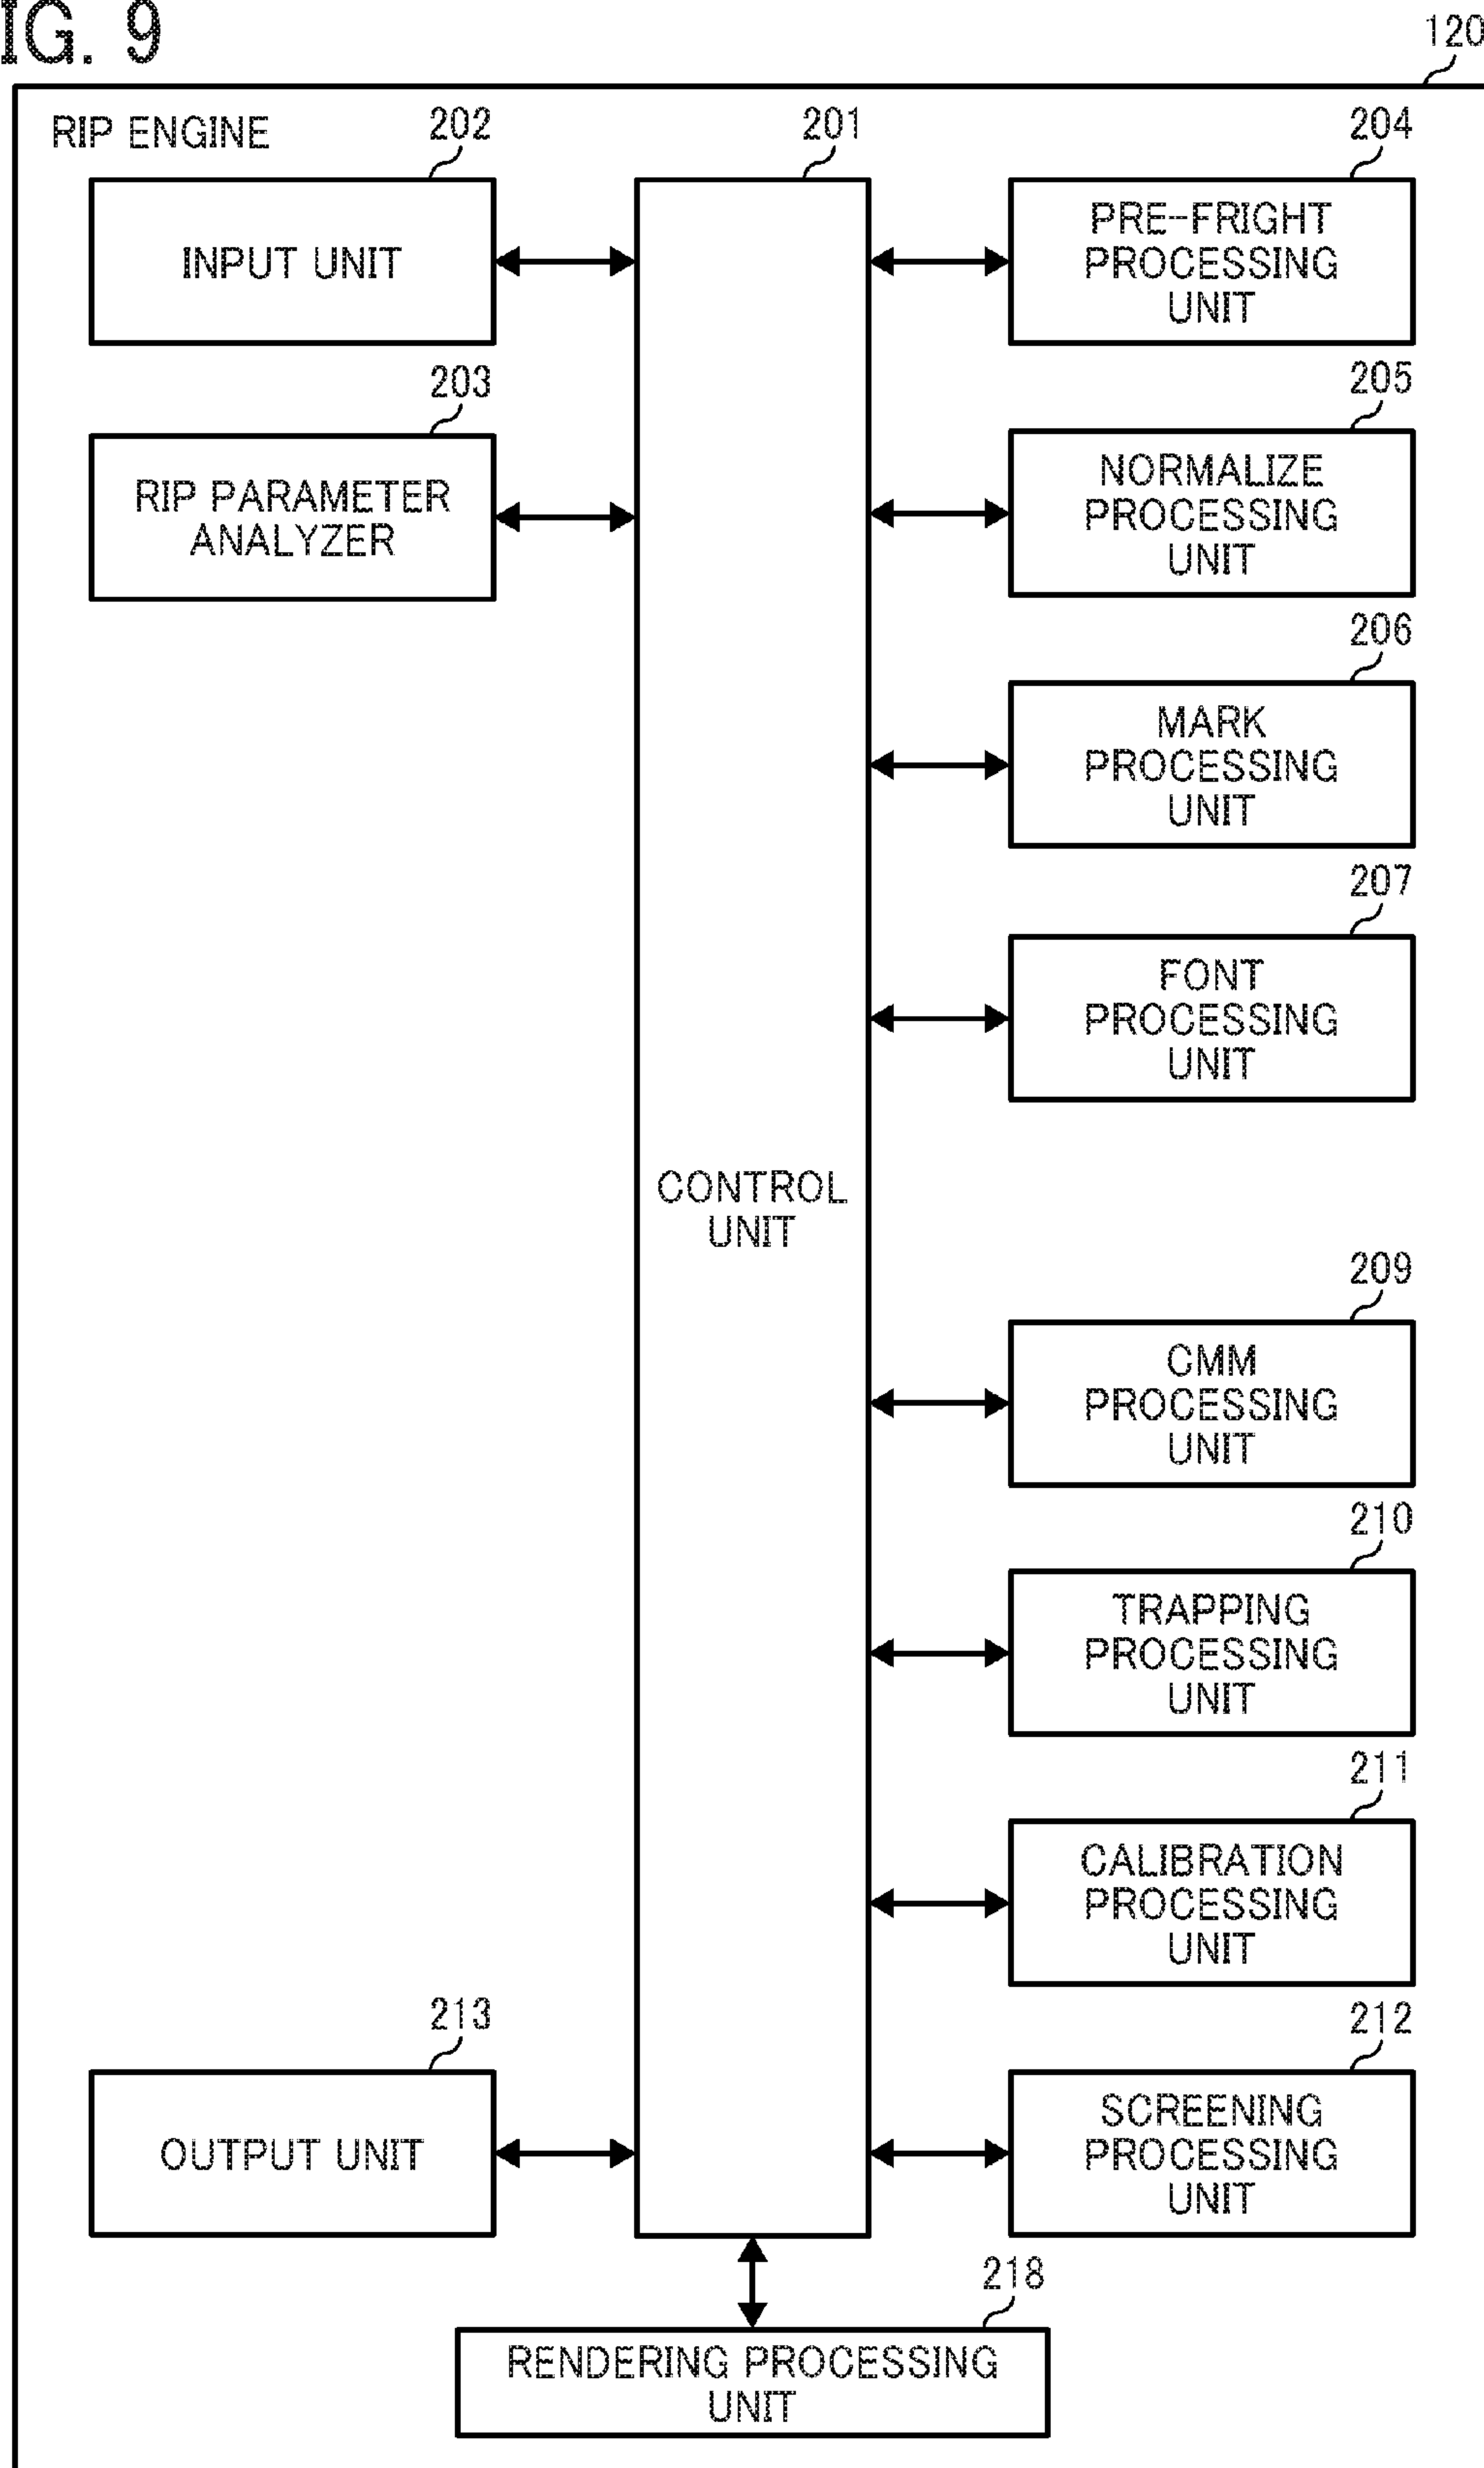 IG. 9
120
RIP ENGINE
202
201
204
INPUT UNIT
PRE-FRIGHT
PROCESSING
UNIT
203
205
RIP PARAMETER
ANALYZER
NORMALIZE
PROCESSING
UNIT
206
MARK
PROCESSING
UNIT
207
FONT
PROCESSING
UNIT
CONTROL
UNIT
209
CMM
PROCESSING
UNIT
210
TRAPPING
PROCESSING
UNIT
211
CALIBRATION
PROCESSING
UNIT
213
212
OUTPUT UNIT
SCREENING
PROCESSING
UNIT
218
RENDERING PROCESSING
UNIT